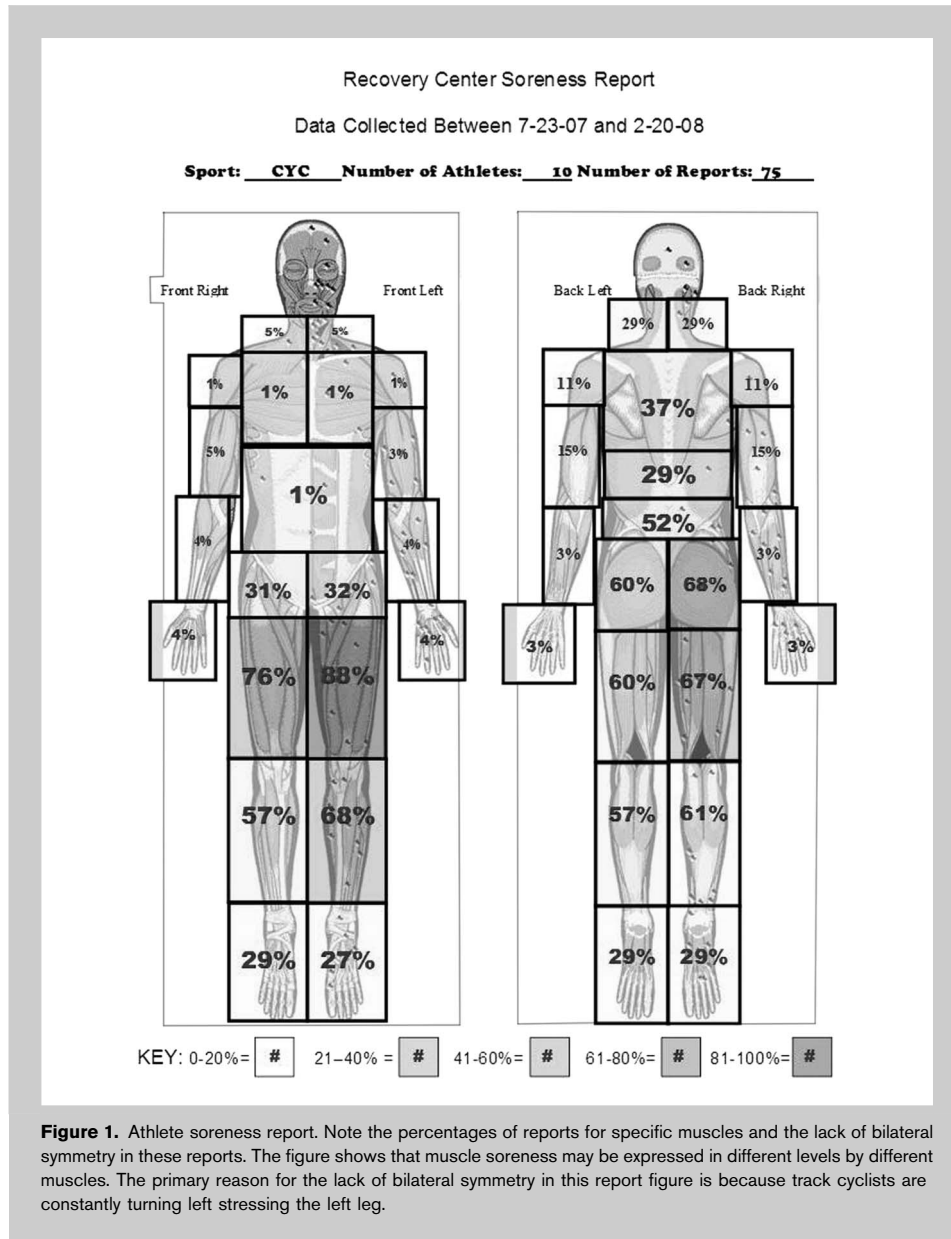 Recovery Center Soreness Report
Data Collected Between 7-23-07 and 2-20-08
Sport: CYC Number of Athletes: 10 Number of Reports: 75
Front Right Front Left
Back Left Back Right
5% 5%
29% 29%
1% 1% 1% 1%
11% 37% 11%
5% 3%
15% 29% 15%
1%
52%
4% 4%
3% 3%
31% 32%
60% 68%
4% 4%
3% 3%
76% 88%
60% 67%
57% 68%
57% 61%
29% 27%
29% 29%
KEY: 0-20%= # 21–40% = # 41-60%= # 61-80%= # 81-100%= #
Figure 1. Athlete soreness report. Note the percentages of reports for specific muscles and the lack of bilateral
symmetry in these reports. The figure shows that muscle soreness may be expressed in different levels by different
muscles. The primary reason for the lack of bilateral symmetry in this report figure is because track cyclists are
constantly turning left stressing the left leg.